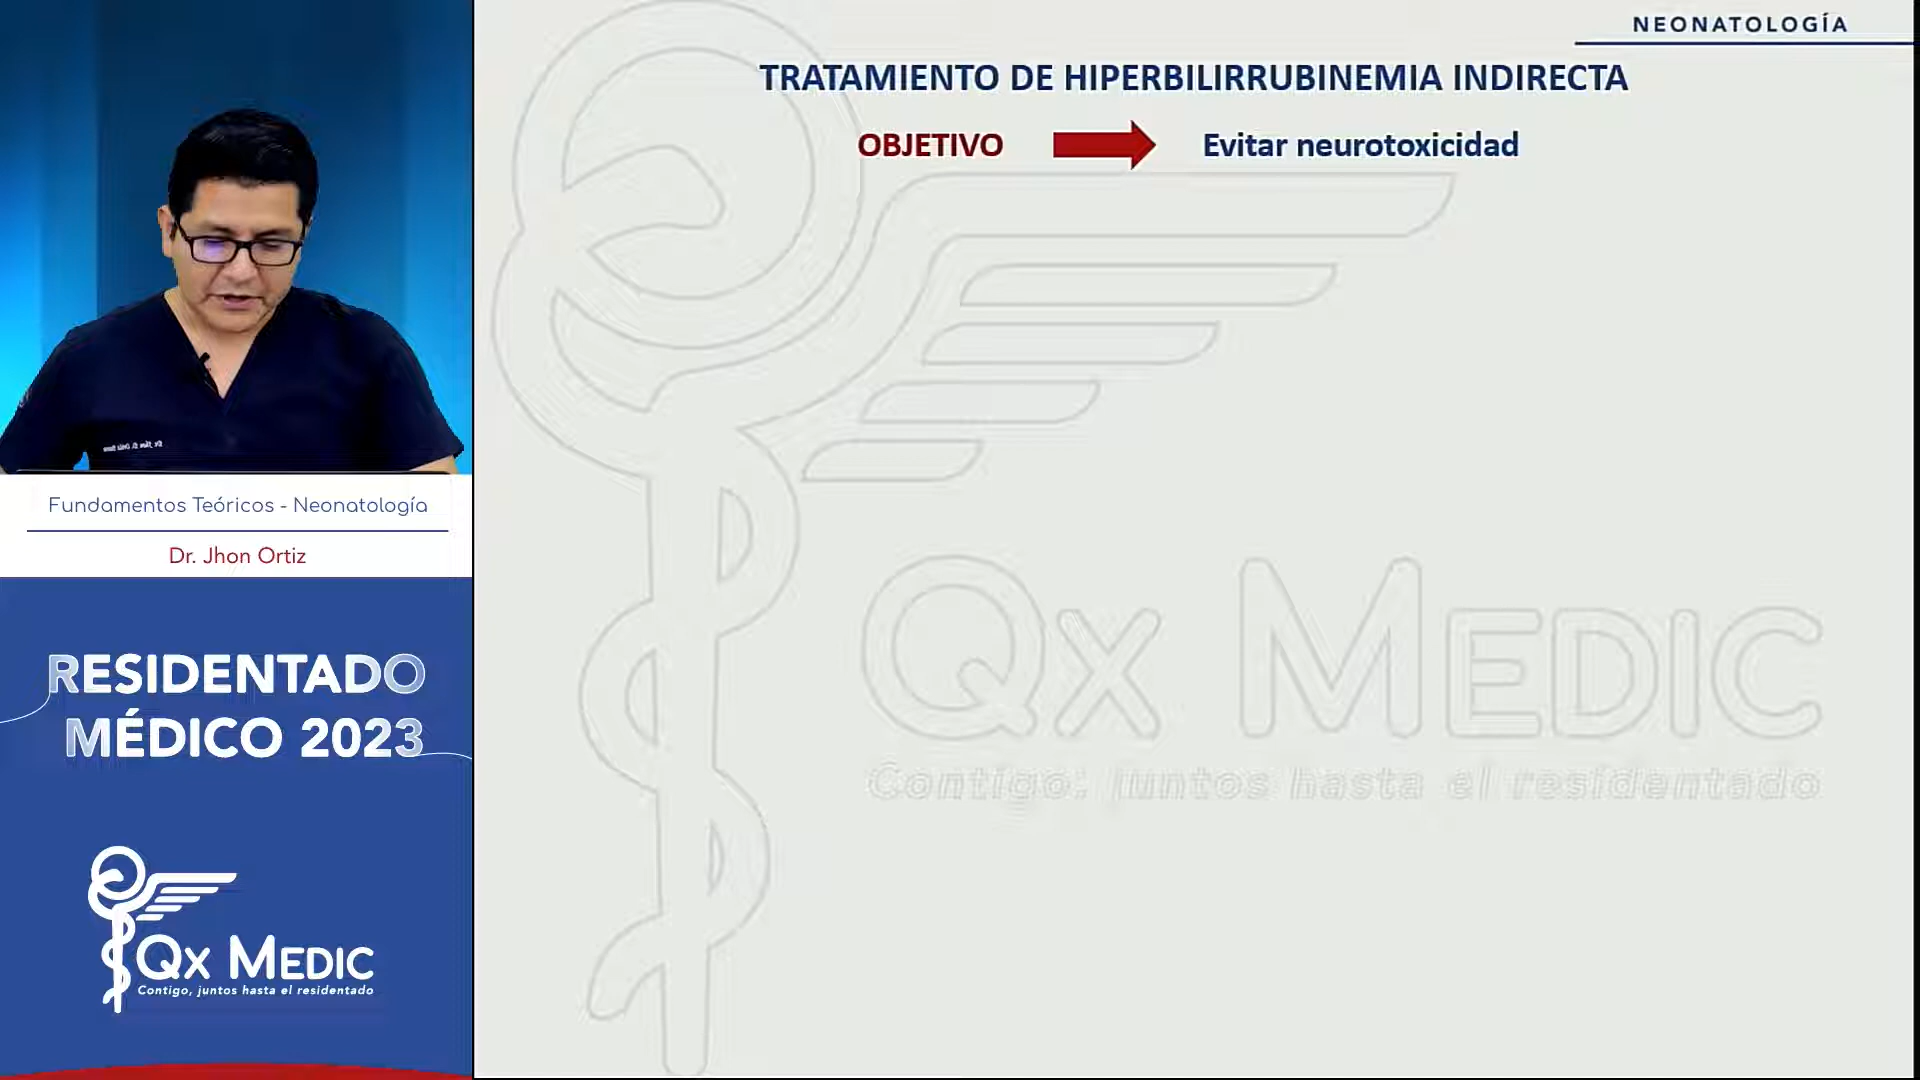 NEONATOLOGÍA
TRATAMIENTO DE HIPERBILIRRUBINEMIA INDIRECTA
OBJETIVO Evitar neurotoxicidad
Fundamentos Teóricos - Neonatología
Dr. Jhon Ortiz
RESIDENTADO
MÉDICO 2023
QX MEDIC
Contigo, juntos hasta el residentado
QX MEDIC
Contigo, juntos hasta el residentado